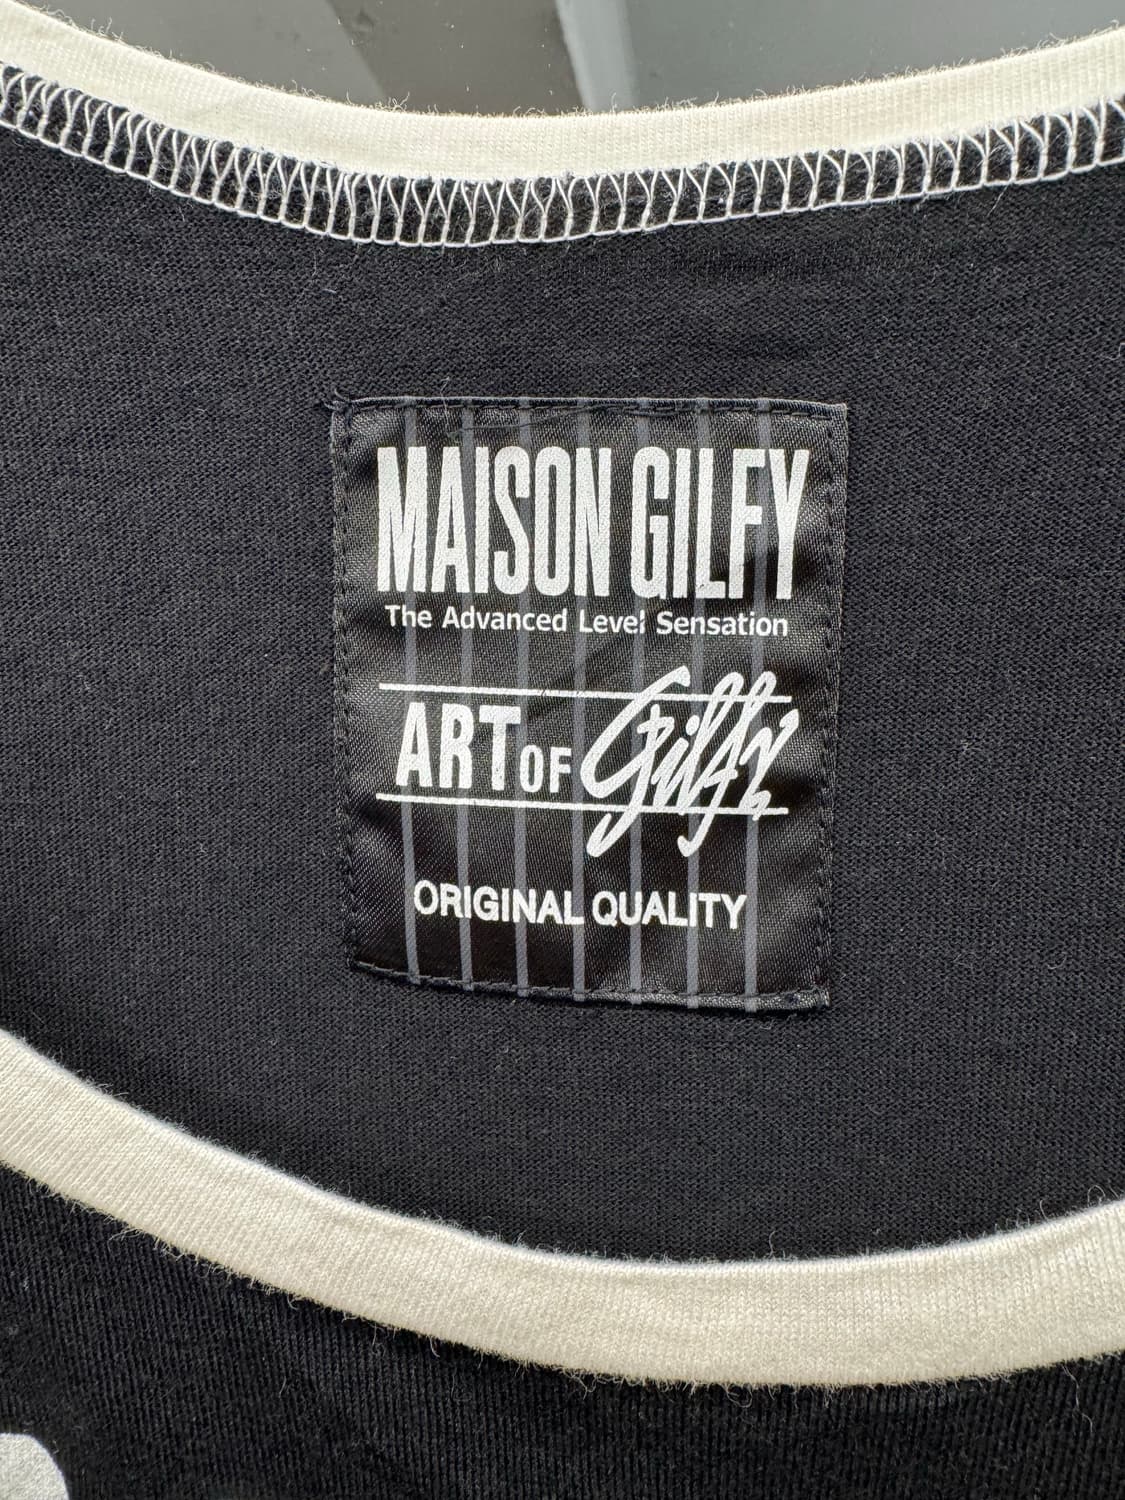 MAISON GILFY
The Advanced Level Sensation
ART OF Gilfy
ORIGINAL QUALITY